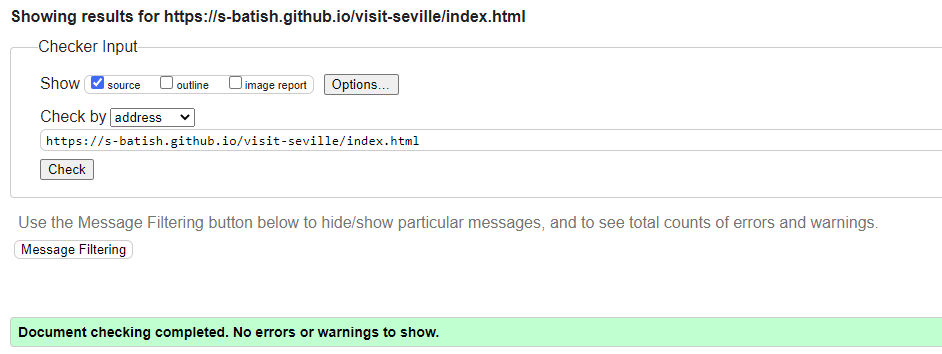 Showing results for https://s-batish.github.io/visit-seville/index.html
Checker Input
Show source outline image report Options...
Check by address
https://s-batish.github.io/visit-seville/index.html
Check
Use the Message Filtering button below to hide/show particular messages, and to see total counts of errors and warnings.
Message Filtering
Document checking completed. No errors or warnings to show.